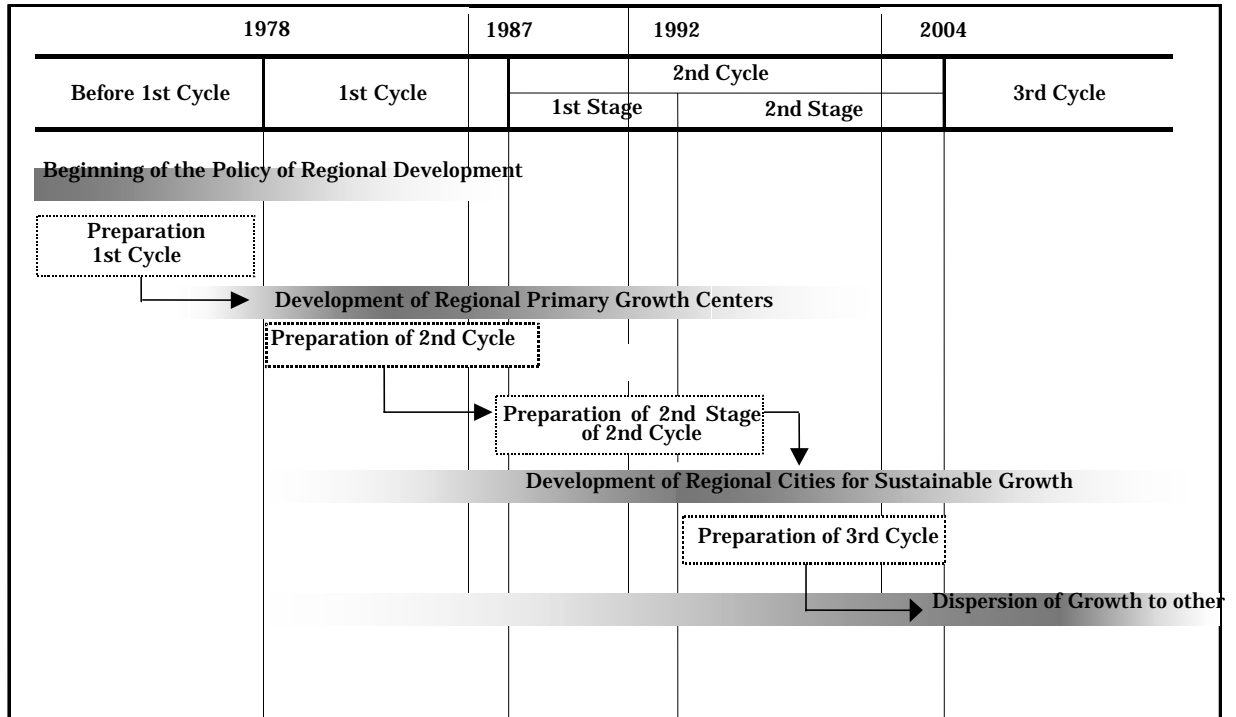 1978 1987 1992 2004
Before 1st Cycle 1st Cycle 2nd Cycle 3rd Cycle
1st Stage 2nd Stage
Beginning of the Policy of Regional Development
Preparation
1st Cycle
Development of Regional Primary Growth Centers
Preparation of 2nd Cycle
Preparation of 2nd Stage
of 2nd Cycle
Development of Regional Cities for Sustainable Growth
Preparation of 3rd Cycle
Dispersion of Growth to other